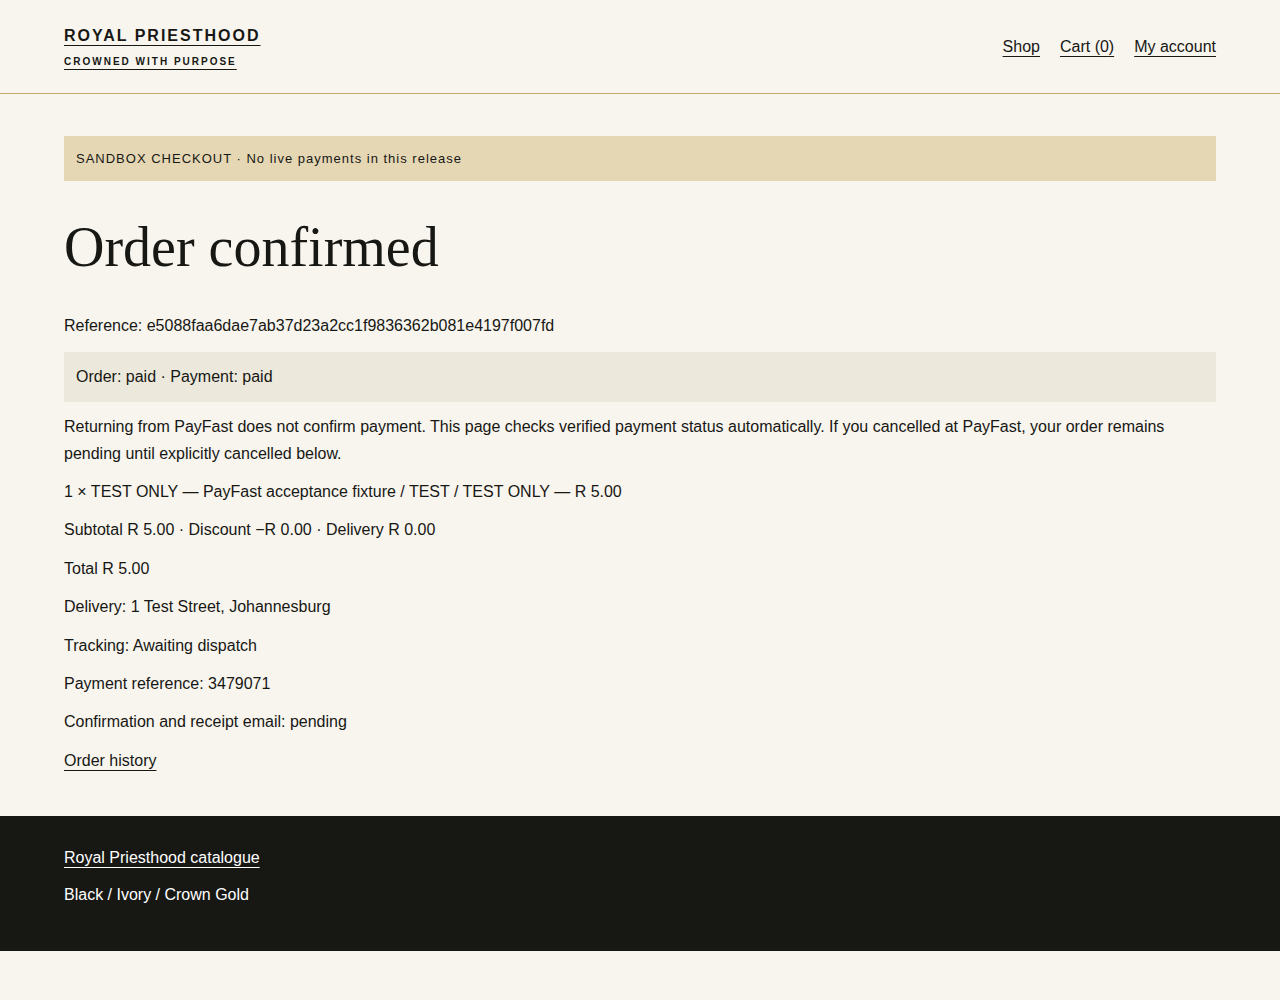 ROYAL PRIESTHOOD
CROWNED WITH PURPOSE
Shop Cart (0) My account
SANDBOX CHECKOUT · No live payments in this release
Order confirmed
Reference: e5088faa6dae7ab37d23a2cc1f9836362b081e4197f007fd
Order: paid · Payment: paid
Returning from PayFast does not confirm payment. This page checks verified payment status automatically. If you cancelled at PayFast, your order remains
pending until explicitly cancelled below.
1 × TEST ONLY — PayFast acceptance fixture / TEST / TEST ONLY — R 5.00
Subtotal R 5.00 · Discount −R 0.00 · Delivery R 0.00
Total R 5.00
Delivery: 1 Test Street, Johannesburg
Tracking: Awaiting dispatch
Payment reference: 3479071
Confirmation and receipt email: pending
Order history
Royal Priesthood catalogue
Black / Ivory / Crown Gold